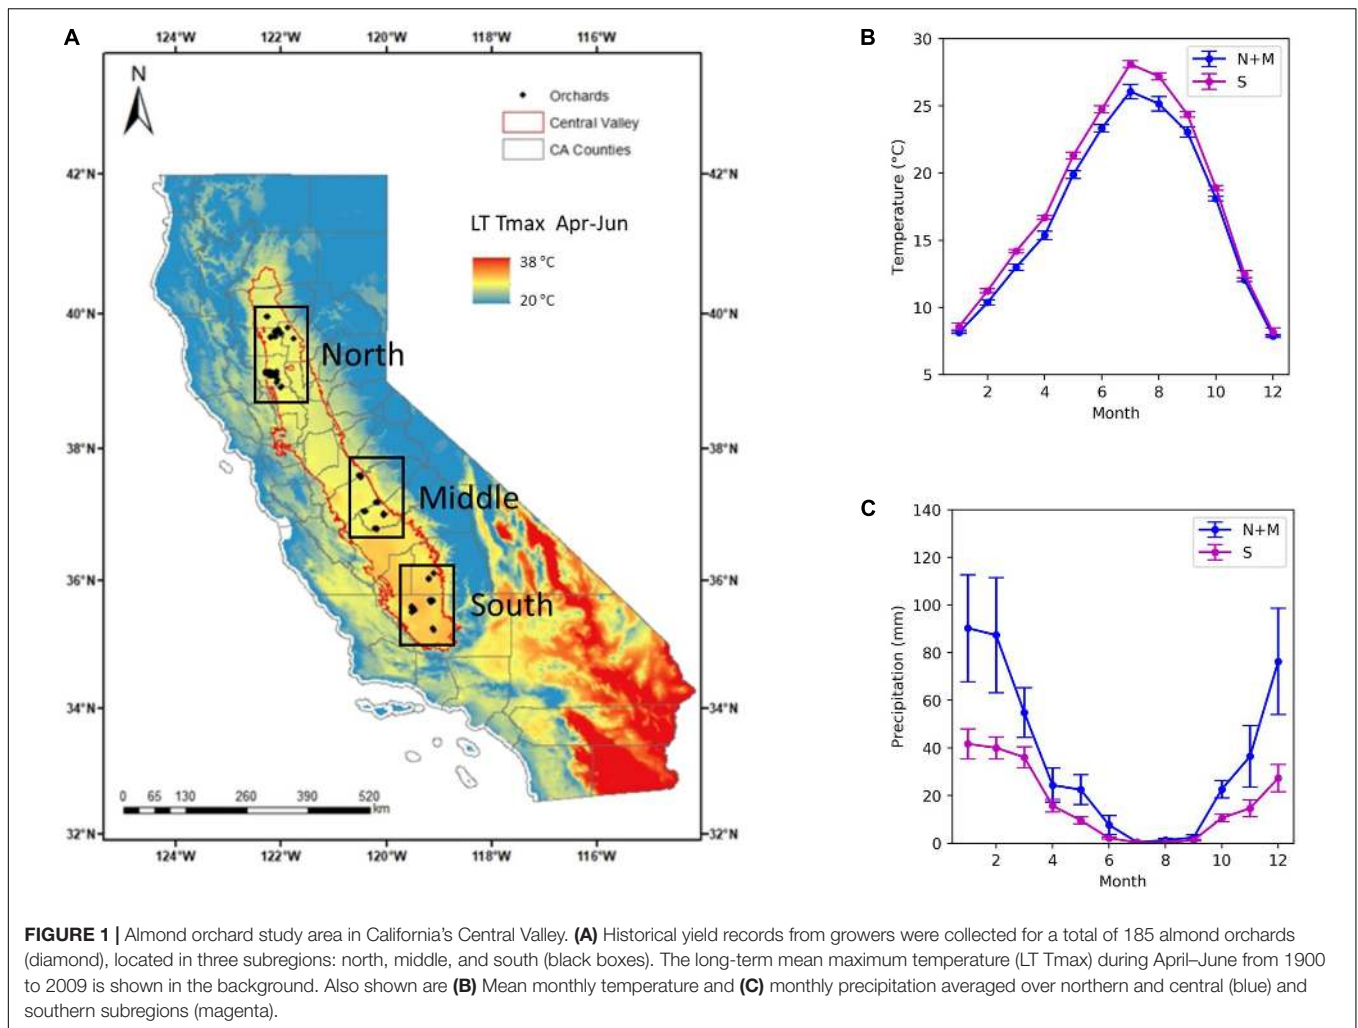 A
124°W 122°W 120°W 118°W 116°W
N
Orchards
Central Valley
CA Counties
42°N 42°N
LT Tmax Apr-Jun
38 °C
20 °C
40°N 40°N
North
38°N 38°N
Middle
36°N 36°N
South
34°N 34°N
0 65 130 260 390 520
km
32°N 32°N
124°W 122°W 120°W 118°W 116°W
B
30
25
20
15
10
5
Temperature (°C)
N+M
S
2 4 6 8 10 12
Month
C
140
120
100
80
60
40
20
0
Precipitation (mm)
N+M
S
2 4 6 8 10 12
Month
FIGURE 1 | Almond orchard study area in California's Central Valley. (A) Historical yield records from growers were collected for a total of 185 almond orchards
(diamond), located in three subregions: north, middle, and south (black boxes). The long-term mean maximum temperature (LT Tmax) during April–June from 1900
to 2009 is shown in the background. Also shown are (B) Mean monthly temperature and (C) monthly precipitation averaged over northern and central (blue) and
southern subregions (magenta).